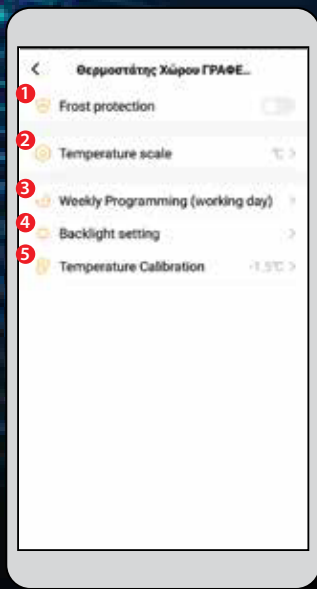 < Θερμοστάτης Χώρου ΓΡΑΦΕ...
1 Frost protection
2 Temperature scale °C >
3 Weekly Programming (working day) >
4 Backlight setting >
5 Temperature Calibration -1.5°C >